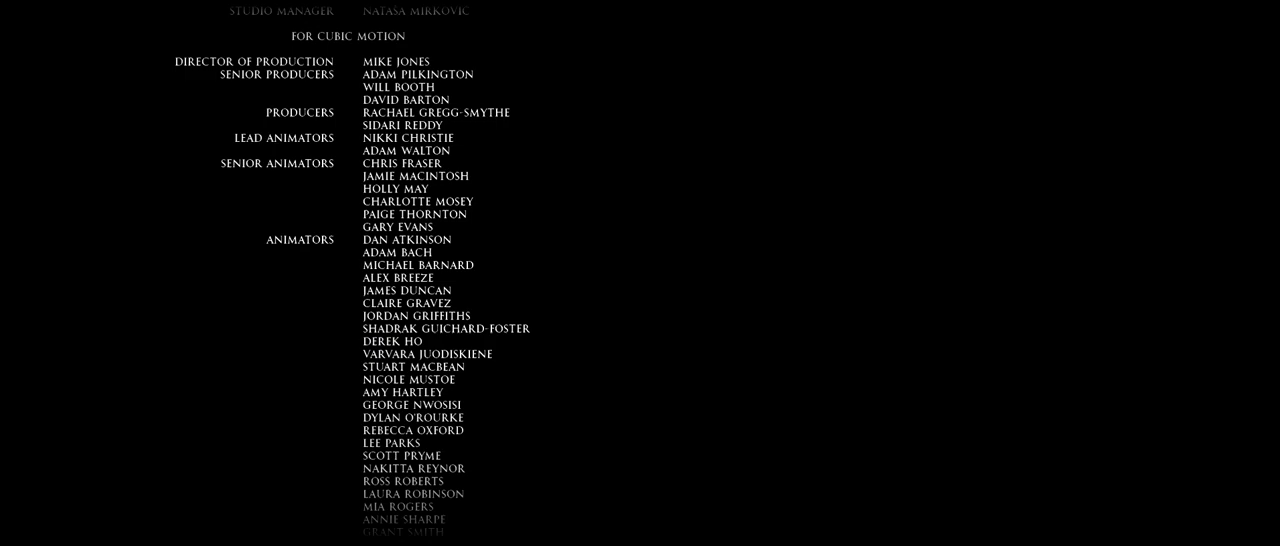 STUDIO MANAGER NATAŠA MIRKOVIC
FOR CUBIC MOTION
DIRECTOR OF PRODUCTION MIKE JONES
SENIOR PRODUCERS ADAM PILKINGTON
WILL BOOTH
DAVID BARTON
PRODUCERS RACHAEL GREGG-SMYTHE
SIDARI REDDY
LEAD ANIMATORS NIKKI CHRISTIE
ADAM WALTON
SENIOR ANIMATORS CHRIS FRASER
JAMIE MACINTOSH
HOLLY MAY
CHARLOTTE MOSEY
PAIGE THORNTON
GARY EVANS
ANIMATORS DAN ATKINSON
ADAM BACH
MICHAEL BARNARD
ALEX BREEZE
JAMES DUNCAN
CLAIRE GRAVEZ
JORDAN GRIFFITHS
SHADRAK GUICHARD-FOSTER
DEREK HO
VARVARA JUODISKIENE
STUART MACBEAN
NICOLE MUSTOE
AMY HARTLEY
GEORGE NWOSISI
DYLAN O'ROURKE
REBECCA OXFORD
LEE PARKS
SCOTT PRYME
NAKITTA REYNOR
ROSS ROBERTS
LAURA ROBINSON
MIA ROGERS
ANNIE SHARPE
GRANT SMITH